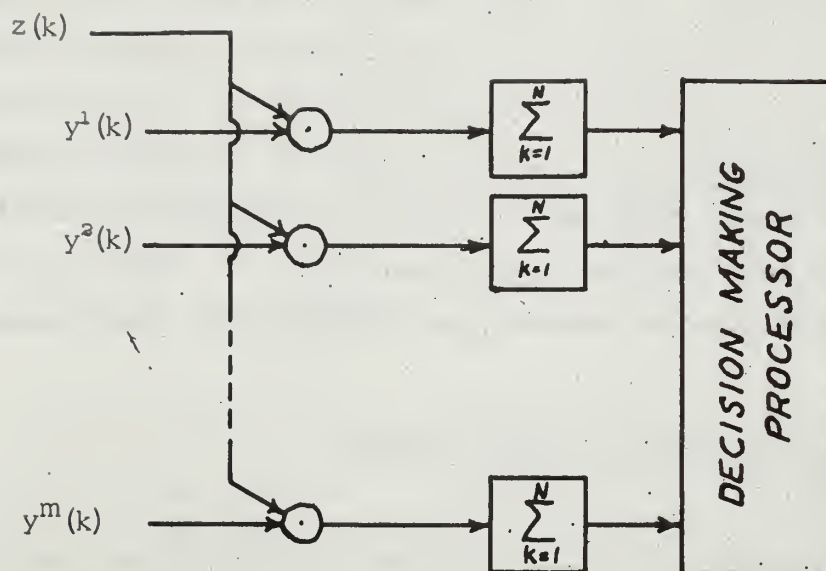 z(k)
y¹(k)
N
∑
k=1
y²(k)
N
∑
k=1
DECISION MAKING
PROCESSOR
yᵐ(k)
N
∑
k=1